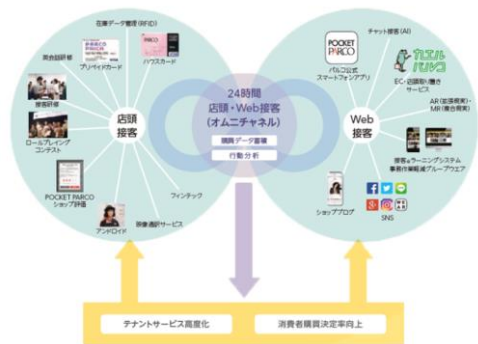 在庫データ管理(RFID)
英会話研修
プリペイドカード
PARCO
ハウスカード
接客研修
ロールプレイング
コンテスト
店頭
接客
POCKET PARCO
ショップ評価
アンドロイド
映像通訳サービス
フィンテック
24時間
店頭・Web接客
(オムニチャネル)
購買データ蓄積
行動分析
POCKET
PARCO
パルコ公式
スマートフォンアプリ
チャット接客(AI)
カエル
パルコ
EC・店頭取り置き
サービス
AR(拡張現実)・
MR(複合現実)
Web
接客
接客eラーニングシステム
事務作業軽減グループウエア
ショップブログ
SNS
テナントサービス高度化
消費者購買決定率向上